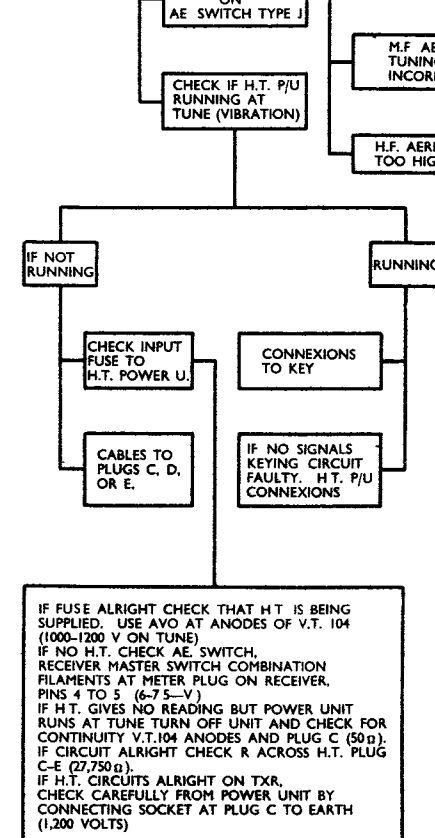 ON
AE SWITCH TYPE J
M.F AE
TUNING
INCOR
CHECK IF H.T. P/U
RUNNING AT
TUNE (VIBRATION)
H.F. AER
TOO HIG
IF NOT
RUNNING
RUNNING
CHECK INPUT
FUSE TO
H.T. POWER U.
CONNEXIONS
TO KEY
CABLES TO
PLUGS C, D,
OR E.
IF NO SIGNALS
KEYING CIRCUIT
FAULTY. H T. P/U
CONNEXIONS
IF FUSE ALRIGHT CHECK THAT H T IS BEING
SUPPLIED. USE AVO AT ANODES OF V.T. 104
(1000–1200 V ON TUNE)
IF NO H.T. CHECK AE. SWITCH,
RECEIVER MASTER SWITCH COMBINATION
FILAMENTS AT METER PLUG ON RECEIVER,
PINS 4 TO 5 (6–7 5—V)
IF H T. GIVES NO READING BUT POWER UNIT
RUNS AT TUNE TURN OFF UNIT AND CHECK FOR
CONTINUITY V.T.104 ANODES AND PLUG C (50Ω).
IF CIRCUIT ALRIGHT CHECK R ACROSS H.T. PLUG
C–E (27,750Ω).
IF H.T. CIRCUITS ALRIGHT ON TXR,
CHECK CAREFULLY FROM POWER UNIT BY
CONNECTING SOCKET AT PLUG C TO EARTH
(1,200 VOLTS)